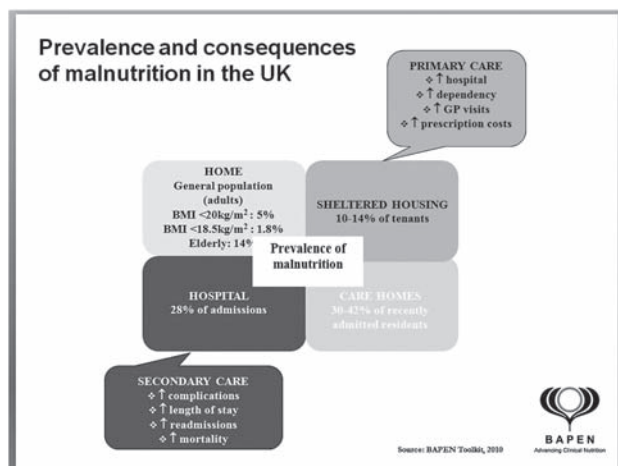 Prevalence and consequences
of malnutrition in the UK
PRIMARY CARE
❖ ↑ hospital
❖ ↑ dependency
❖ ↑ GP visits
❖ ↑ prescription costs
HOME
General population
(adults)
BMI <20kg/m²: 5%
BMI <18.5kg/m²: 1.8%
Elderly: 14%
SHELTERED HOUSING
10-14% of tenants
Prevalence of
malnutrition
HOSPITAL
28% of admissions
CARE HOMES
30-42% of recently
admitted residents
SECONDARY CARE
❖ ↑ complications
❖ ↑ length of stay
❖ ↑ readmissions
❖ ↑ mortality
Source: BAPEN Toolkit, 2010
BAPEN
Advancing Clinical Nutrition